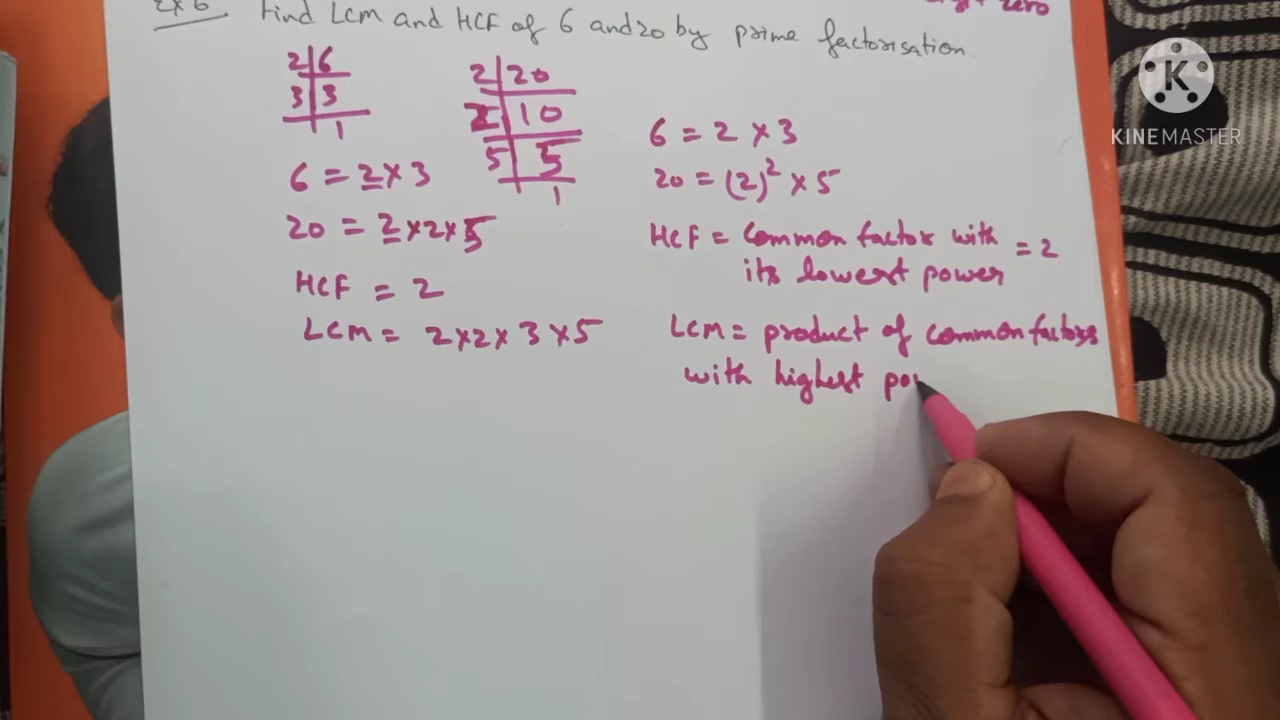 Ex 6 Find LCM and HCF of 6 and 20 by prime factorisation.
zero
2 | 6
3 | 3
1
2 | 20
2 | 10
5 | 5
1
6 = 2 × 3
20 = 2 × 2 × 5
HCF = 2
LCM = 2 × 2 × 3 × 5
6 = 2 × 3
20 = (2)² × 5
HCF = Common factor with = 2
its lowest power
LCM = product of common factors
with highest po
K
KINEMASTER